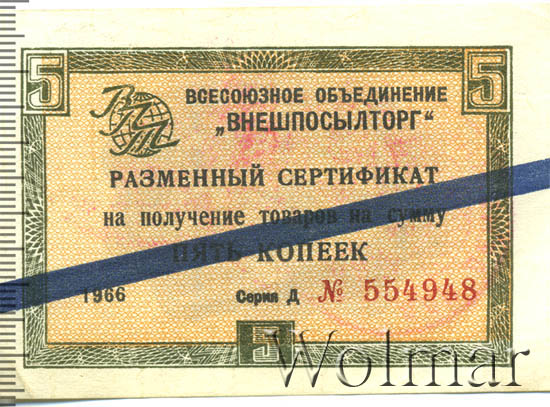 5 5
ВПТ
ВСЕСОЮЗНОЕ ОБЪЕДИНЕНИЕ
„ВНЕШПОСЫЛТОРГ“
РАЗМЕННЫЙ СЕРТИФИКАТ
на получение товаров на сумму
ПЯТЬ КОПЕЕК
1966 Серия Д № 554948
5
Wolmar